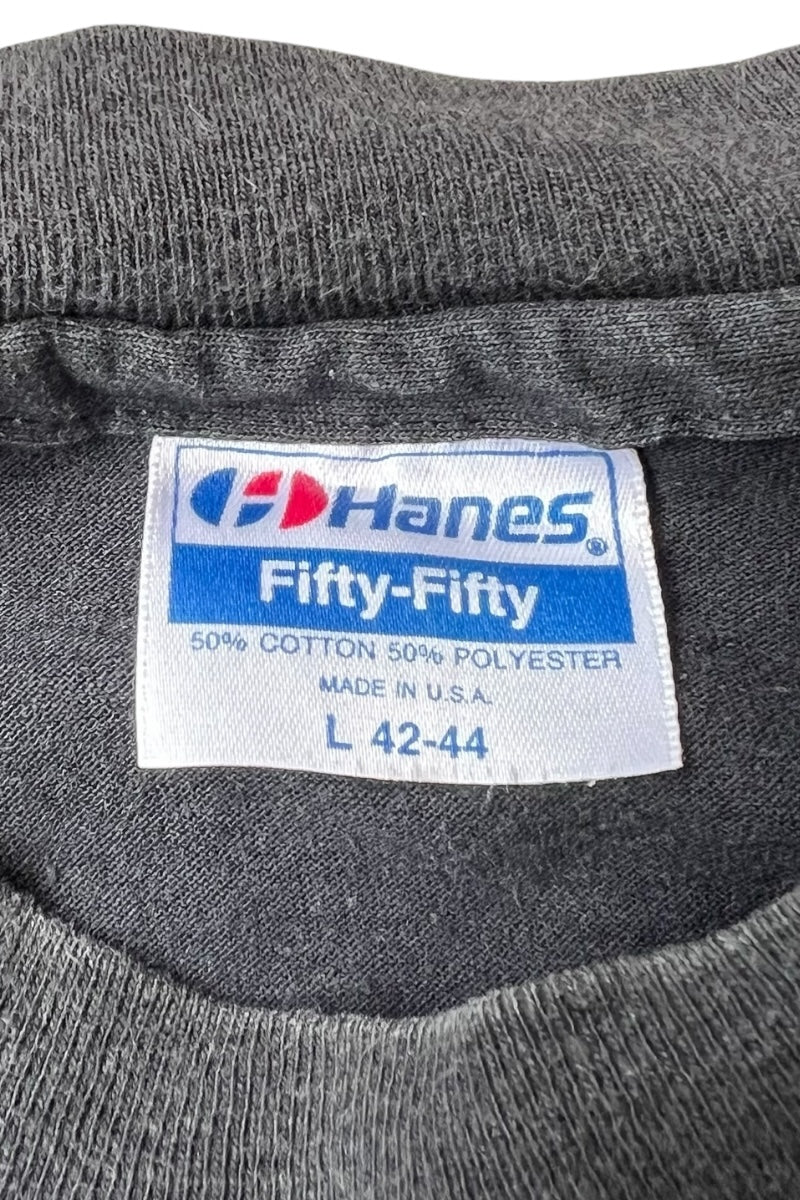 Hanes®
Fifty-Fifty
50% COTTON 50% POLYESTER
MADE IN U.S.A.
L 42-44